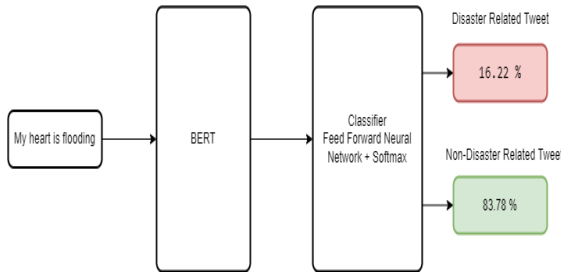 Disaster Related Tweet
16.22 %
My heart is flooding
BERT
Classifier
Feed Forward Neural
Network + Softmax
Non-Disaster Related Tweet
83.78 %